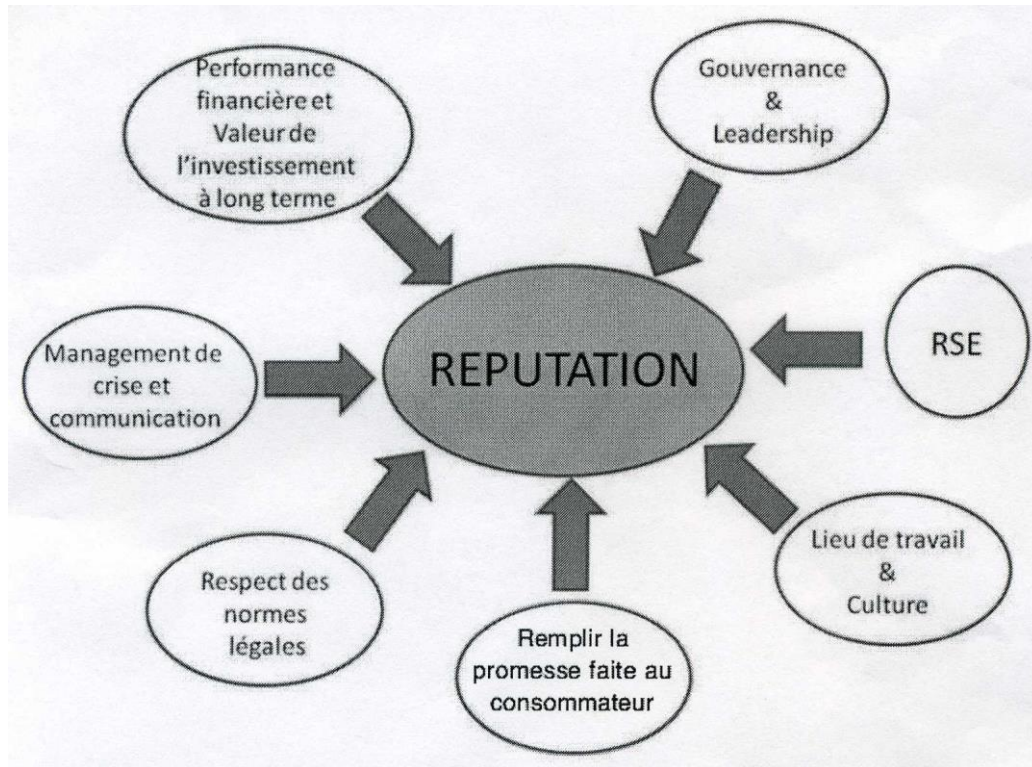 Performance
financière et
Valeur de
l'investissement
à long terme
Gouvernance
&
Leadership
Management de
crise et
communication
REPUTATION
RSE
Respect des
normes
légales
Remplir la
promesse faite au
consommateur
Lieu de travail
&
Culture